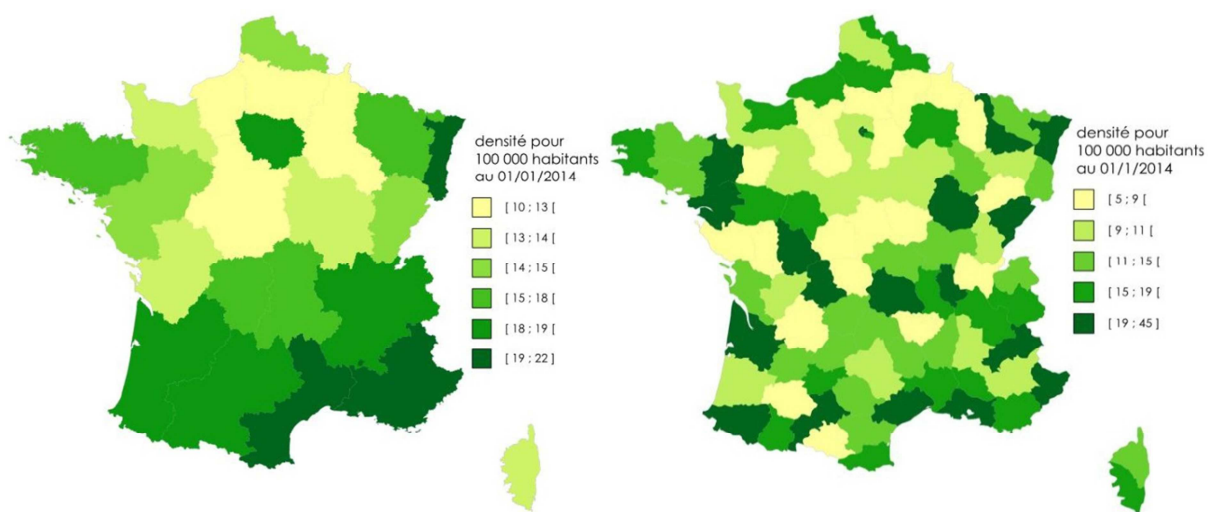 densité pour
100 000 habitants
au 01/01/2014
[ 10 ; 13 [
[ 13 ; 14 [
[ 14 ; 15 [
[ 15 ; 18 [
[ 18 ; 19 [
[ 19 ; 22 ]
densité pour
100 000 habitants
au 01/1/2014
[ 5 ; 9 [
[ 9 ; 11 [
[ 11 ; 15 [
[ 15 ; 19 [
[ 19 ; 45 ]